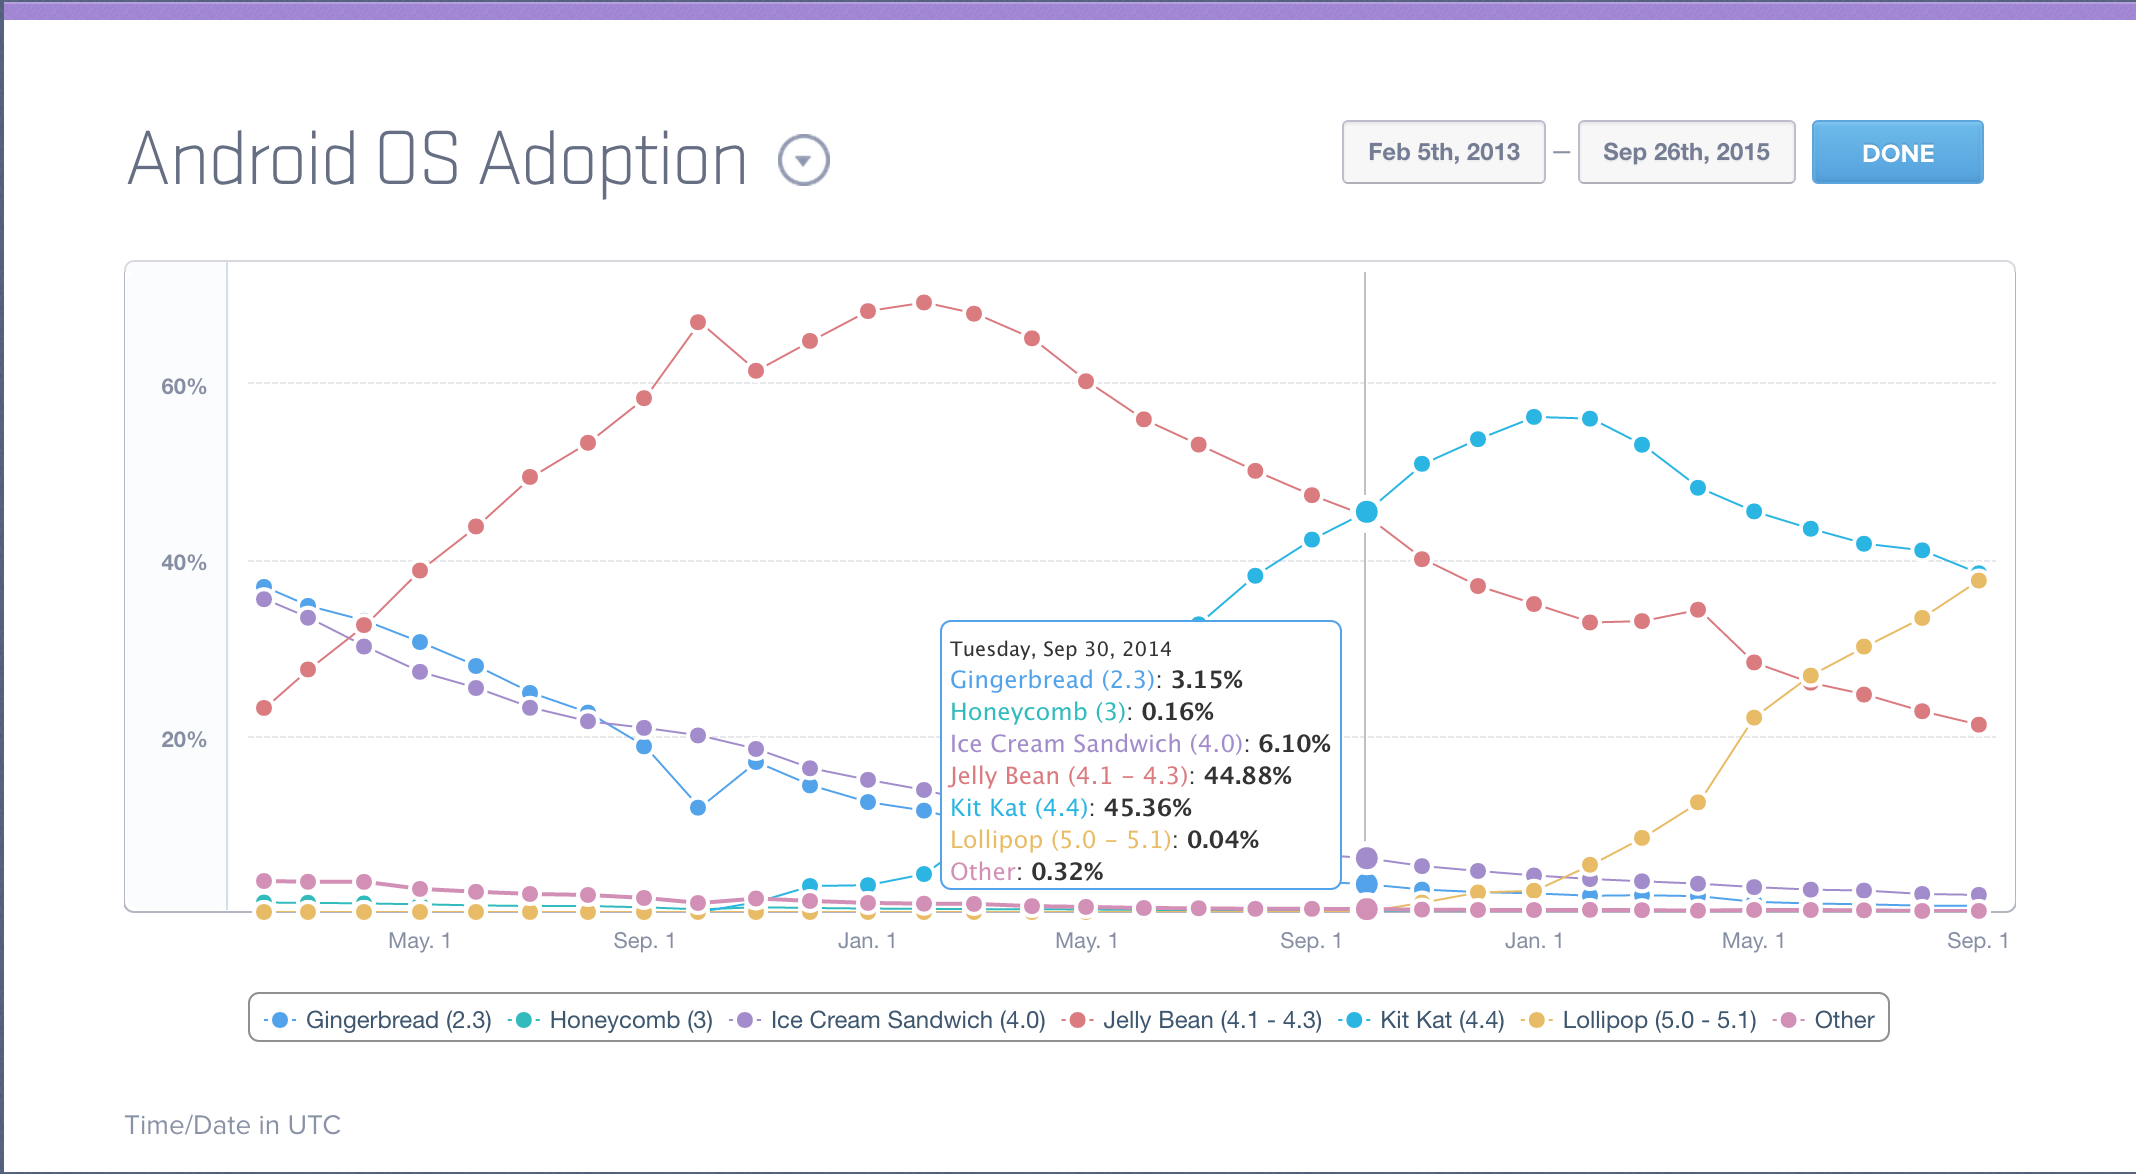 Android OS Adoption
Feb 5th, 2013 – Sep 26th, 2015 DONE
60%
40%
20%
Tuesday, Sep 30, 2014
Gingerbread (2.3): 3.15%
Honeycomb (3): 0.16%
Ice Cream Sandwich (4.0): 6.10%
Jelly Bean (4.1 – 4.3): 44.88%
Kit Kat (4.4): 45.36%
Lollipop (5.0 – 5.1): 0.04%
Other: 0.32%
May. 1 Sep. 1 Jan. 1 May. 1 Sep. 1 Jan. 1 May. 1 Sep. 1
Gingerbread (2.3) Honeycomb (3) Ice Cream Sandwich (4.0) Jelly Bean (4.1 - 4.3) Kit Kat (4.4) Lollipop (5.0 - 5.1) Other
Time/Date in UTC